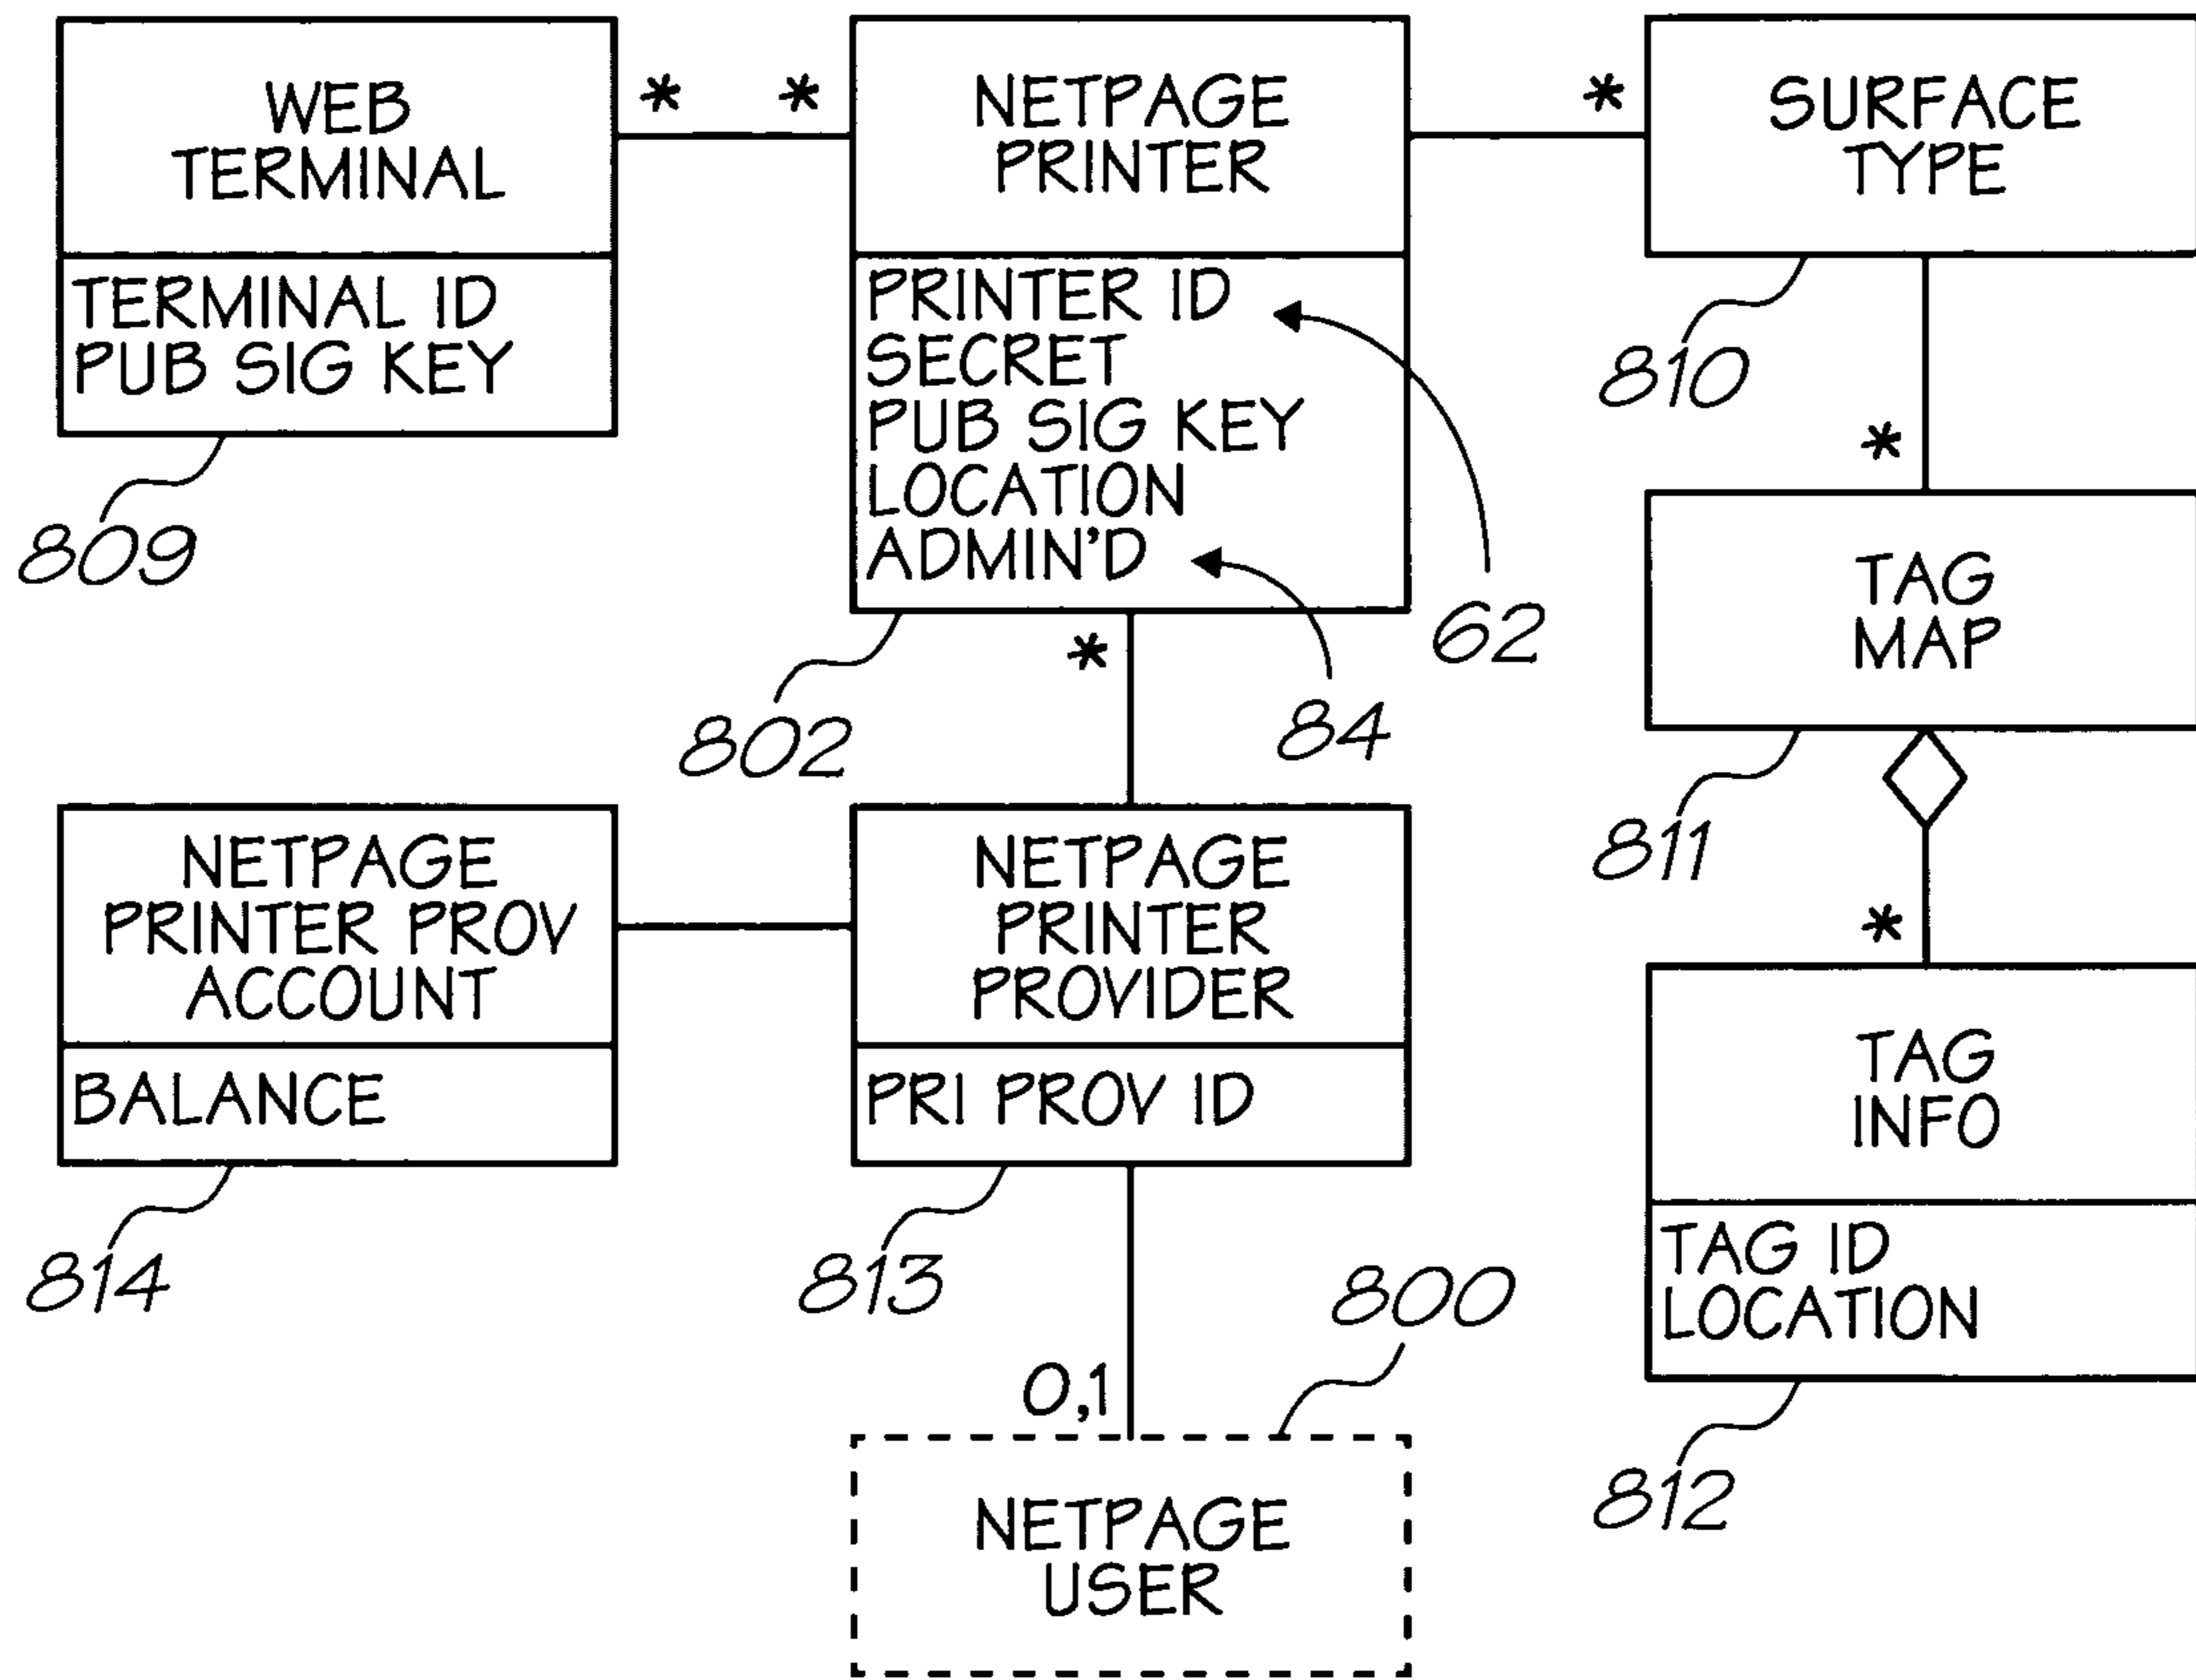 WEB
TERMINAL
* *
NETPAGE
PRINTER
*
SURFACE
TYPE
TERMINAL ID
PUB SIG KEY
809
PRINTER ID
SECRET
PUB SIG KEY
LOCATION
ADMIN'D
802
62
84
810
*
TAG
MAP
811
*
NETPAGE
PRINTER PROV
ACCOUNT
BALANCE
814
NETPAGE
PRINTER
PROVIDER
PRI PROV ID
813
*
TAG
INFO
TAG ID
LOCATION
812
800
0,1
NETPAGE
USER